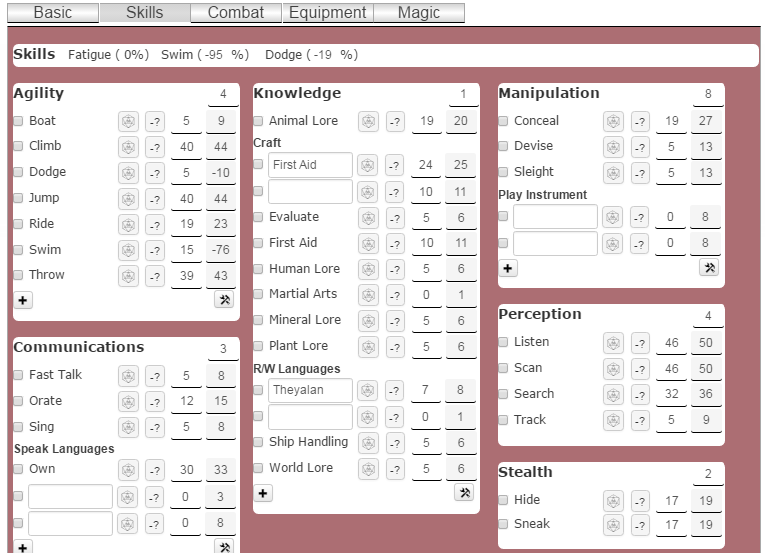 Basic Skills Combat Equipment Magic
Skills Fatigue ( 0%) Swim ( -95 %) Dodge ( -19 %)
Agility 4
Boat -? 5 9
Climb -? 40 44
Dodge -? 5 -10
Jump -? 40 44
Ride -? 19 23
Swim -? 15 -76
Throw -? 39 43
+
Communications 3
Fast Talk -? 5 8
Orate -? 12 15
Sing -? 5 8
Speak Languages
Own -? 30 33
-? 0 3
-? 0 8
+
Knowledge 1
Animal Lore -? 19 20
Craft
First Aid -? 24 25
-? 10 11
Evaluate -? 5 6
First Aid -? 10 11
Human Lore -? 5 6
Martial Arts -? 0 1
Mineral Lore -? 5 6
Plant Lore -? 5 6
R/W Languages
Theyalan -? 7 8
-? 0 1
Ship Handling -? 5 6
World Lore -? 5 6
+
Manipulation 8
Conceal -? 19 27
Devise -? 5 13
Sleight -? 5 13
Play Instrument
-? 0 8
-? 0 8
+
Perception 4
Listen -? 46 50
Scan -? 46 50
Search -? 32 36
Track -? 5 9
Stealth 2
Hide -? 17 19
Sneak -? 17 19